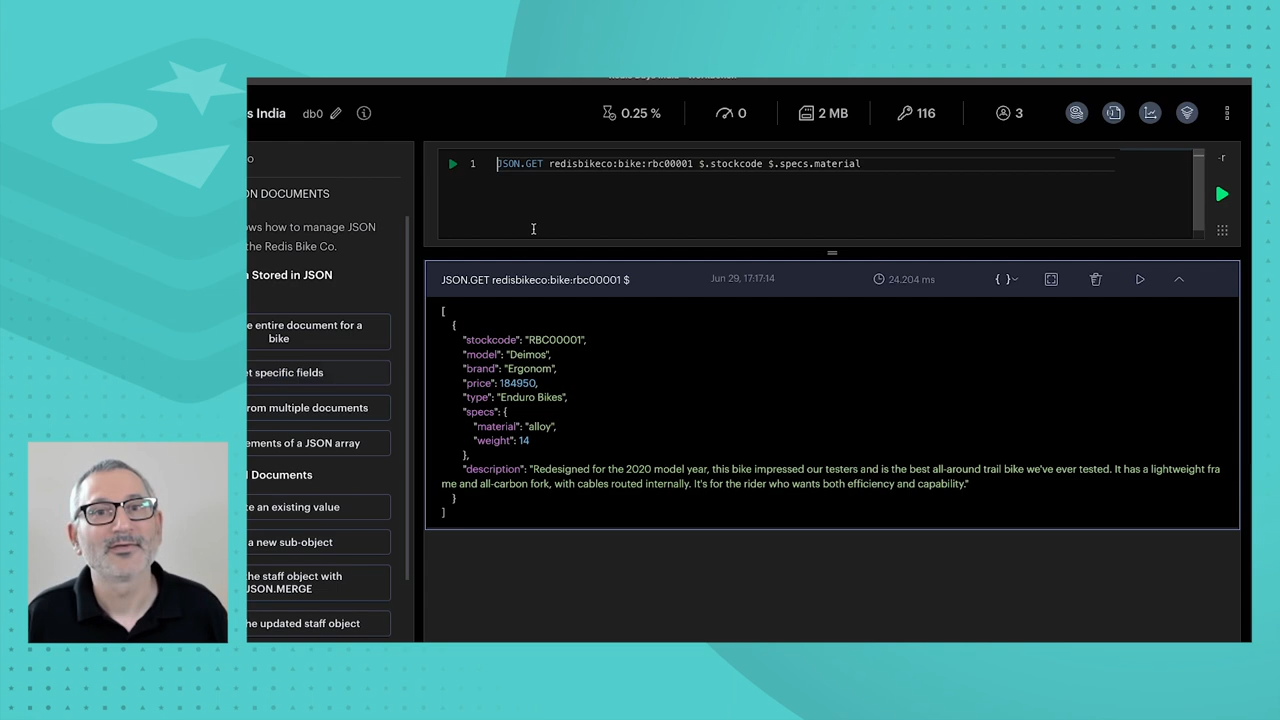 s India
db0
0.25 %
0
2 MB
116
3
o
ON DOCUMENTS
ows how to manage JSON
the Redis Bike Co.
n Stored in JSON
e entire document for a
bike
et specific fields
from multiple documents
ements of a JSON array
d Documents
te an existing value
a new sub-object
the staff object with
JSON.MERGE
he updated staff object
1 JSON.GET redisbikeco:bike:rbc00001 $.stockcode $.specs.material
-r
JSON.GET redisbikeco:bike:rbc00001 $
Jun 29, 17:17:14
24.204 ms
{ }
[
{
"stockcode": "RBC00001",
"model": "Deimos",
"brand": "Ergonom",
"price": 184950,
"type": "Enduro Bikes",
"specs": {
"material": "alloy",
"weight": 14
},
"description": "Redesigned for the 2020 model year, this bike impressed our testers and is the best all-around trail bike we've ever tested. It has a lightweight fra
me and all-carbon fork, with cables routed internally. It's for the rider who wants both efficiency and capability."
}
]